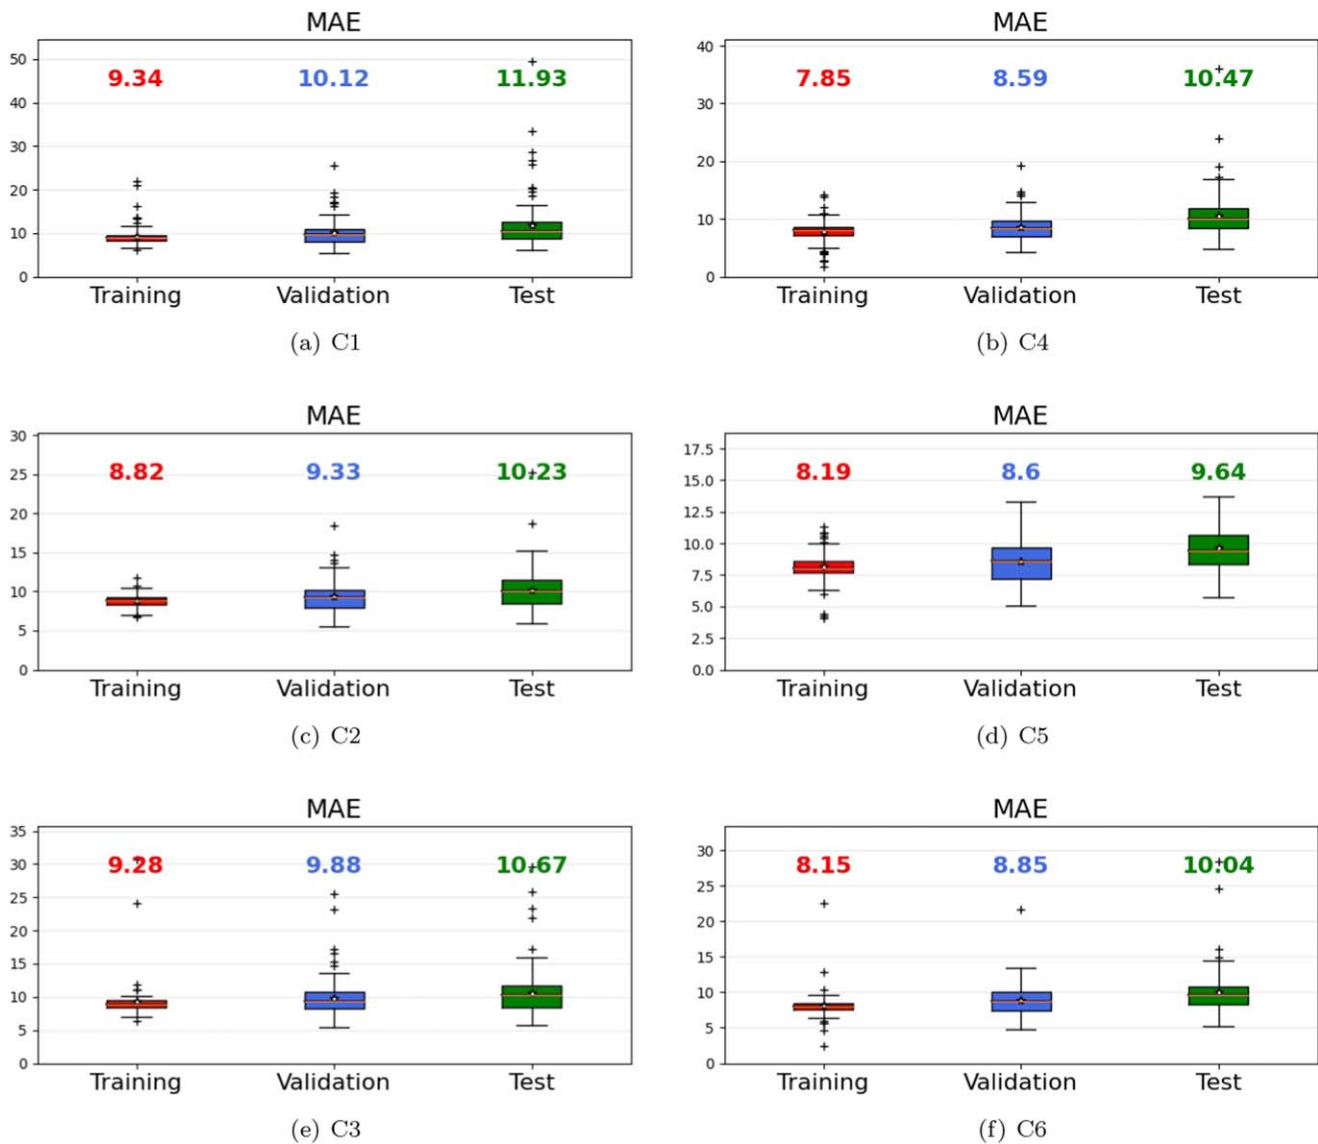 MAE
50
40
30
20
10
0
9.34 10.12 11.93
Training Validation Test
(a) C1
MAE
40
30
20
10
0
7.85 8.59 10.47
Training Validation Test
(b) C4
MAE
30
25
20
15
10
5
0
8.82 9.33 10.23
Training Validation Test
(c) C2
MAE
17.5
15.0
12.5
10.0
7.5
5.0
2.5
0.0
8.19 8.6 9.64
Training Validation Test
(d) C5
MAE
35
30
25
20
15
10
5
0
9.28 9.88 10.67
Training Validation Test
(e) C3
MAE
30
25
20
15
10
5
0
8.15 8.85 10.04
Training Validation Test
(f) C6